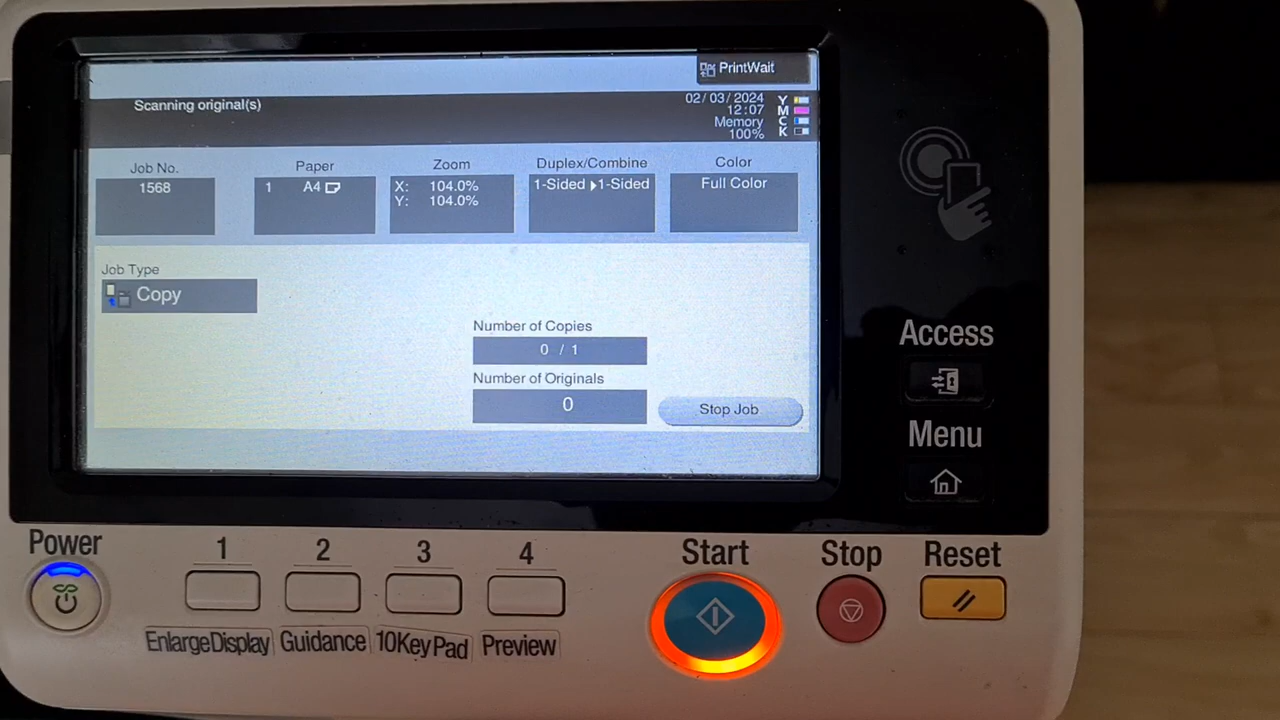 PrintWait
Scanning original(s)
02/03/2024
12:07
Memory
100%
Y
M
C
K
Job No.
1568
Paper
1 A4
Zoom
X: 104.0%
Y: 104.0%
Duplex/Combine
1-Sided ▶1-Sided
Color
Full Color
Job Type
Copy
Number of Copies
0 / 1
Number of Originals
0
Stop Job
Access
Menu
Power
1
2
3
4
Start
Stop
Reset
EnlargeDisplay
Guidance
10KeyPad
Preview